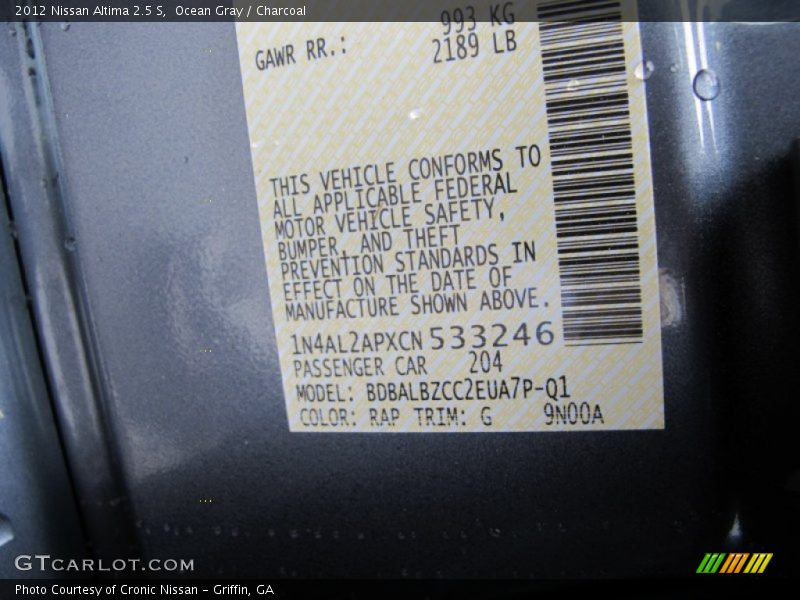 2012 Nissan Altima 2.5 S,  Ocean Gray / Charcoal
993 KG
GAWR RR.: 2189 LB
THIS VEHICLE CONFORMS TO
ALL APPLICABLE FEDERAL
MOTOR VEHICLE SAFETY,
BUMPER, AND THEFT
PREVENTION STANDARDS IN
EFFECT ON THE DATE OF
MANUFACTURE SHOWN ABOVE.
1N4AL2APXCN 533246
PASSENGER CAR 204
MODEL: BDBALBZCC2EUA7P-Q1
COLOR: RAP TRIM: G 9N00A
GTCARLOT.COM
Photo Courtesy of Cronic Nissan - Griffin, GA